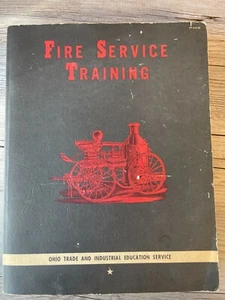 FIRE SERVICE
TRAINING
OHIO TRADE AND INDUSTRIAL EDUCATION SERVICE